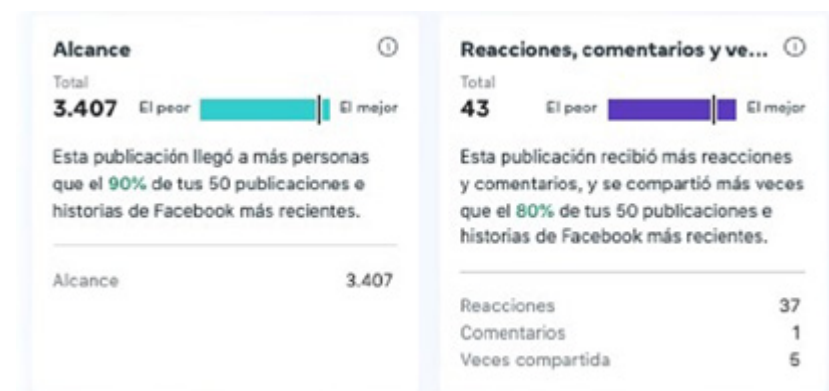 Alcance
Total
3.407 El peor El mejor
Esta publicación llegó a más personas
que el 90% de tus 50 publicaciones e
historias de Facebook más recientes.
Alcance 3.407
Reacciones, comentarios y ve...
Total
43 El peor El mejor
Esta publicación recibió más reacciones
y comentarios, y se compartió más veces
que el 80% de tus 50 publicaciones e
historias de Facebook más recientes.
Reacciones 37
Comentarios 1
Veces compartida 5